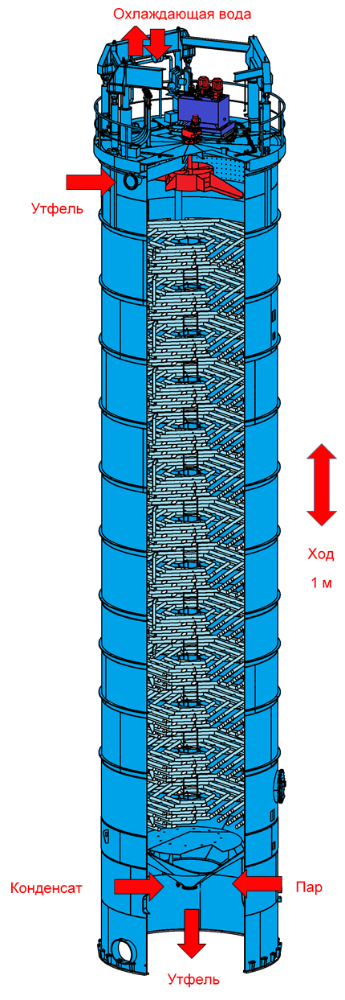 Охлаждающая вода
Утфель
Ход
1 м
Конденсат
Пар
Утфель